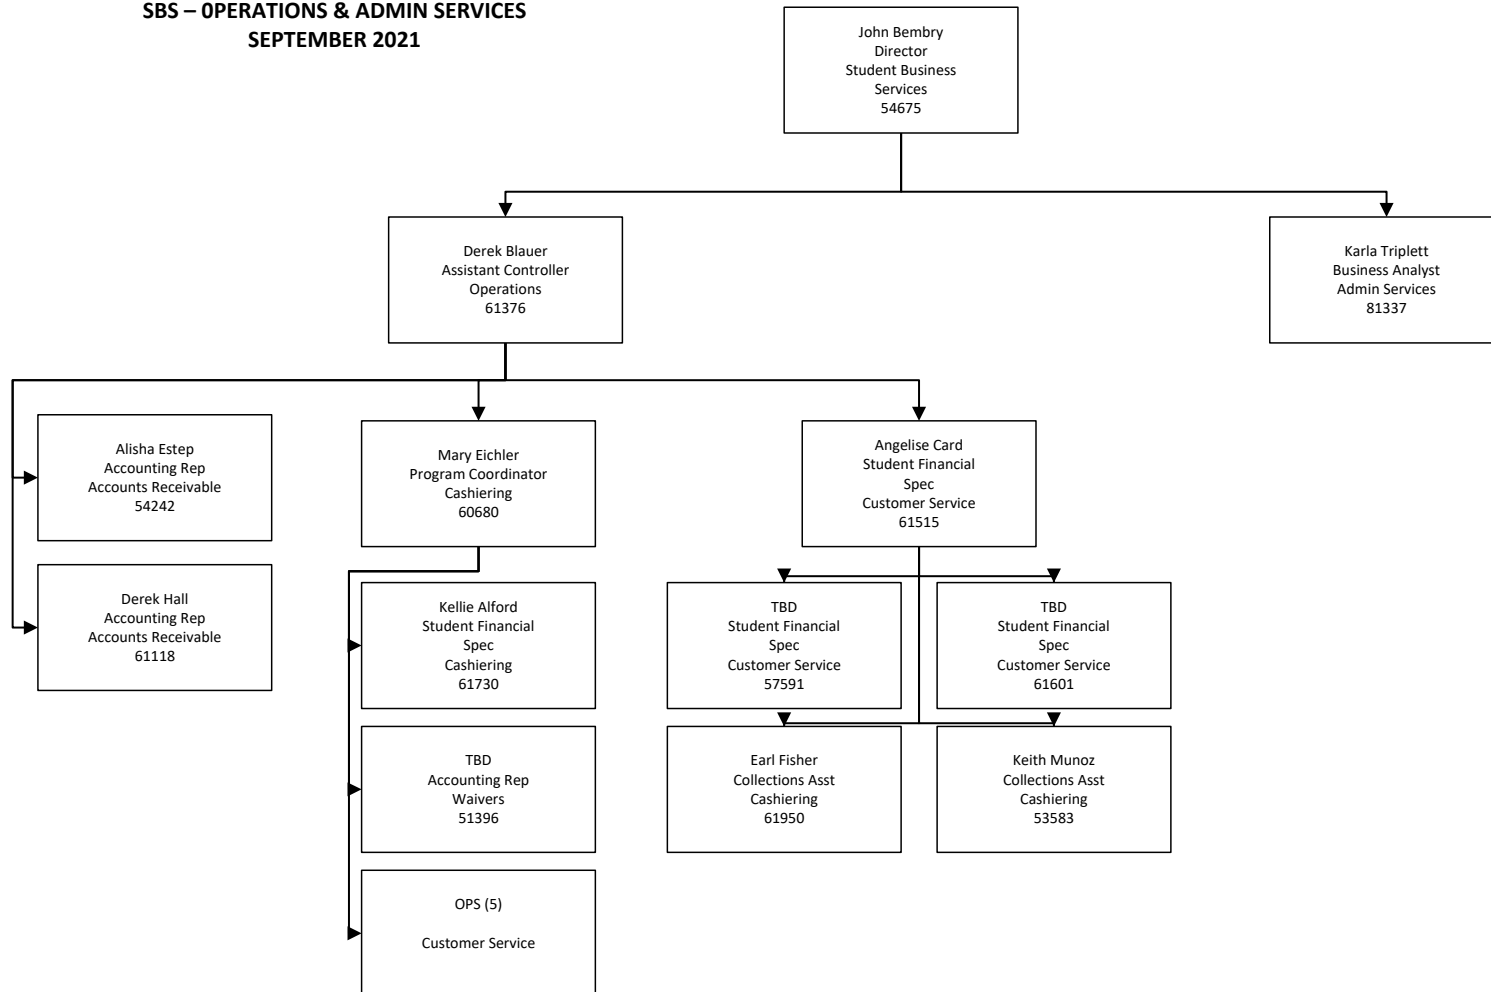 SBS – 0PERATIONS & ADMIN SERVICES
SEPTEMBER 2021
John Bembry
Director
Student Business
Services
54675
Derek Blauer
Assistant Controller
Operations
61376
Karla Triplett
Business Analyst
Admin Services
81337
Alisha Estep
Accounting Rep
Accounts Receivable
54242
Mary Eichler
Program Coordinator
Cashiering
60680
Angelise Card
Student Financial
Spec
Customer Service
61515
Derek Hall
Accounting Rep
Accounts Receivable
61118
Kellie Alford
Student Financial
Spec
Cashiering
61730
TBD
Student Financial
Spec
Customer Service
57591
TBD
Student Financial
Spec
Customer Service
61601
TBD
Accounting Rep
Waivers
51396
Earl Fisher
Collections Asst
Cashiering
61950
Keith Munoz
Collections Asst
Cashiering
53583
OPS (5)
Customer Service